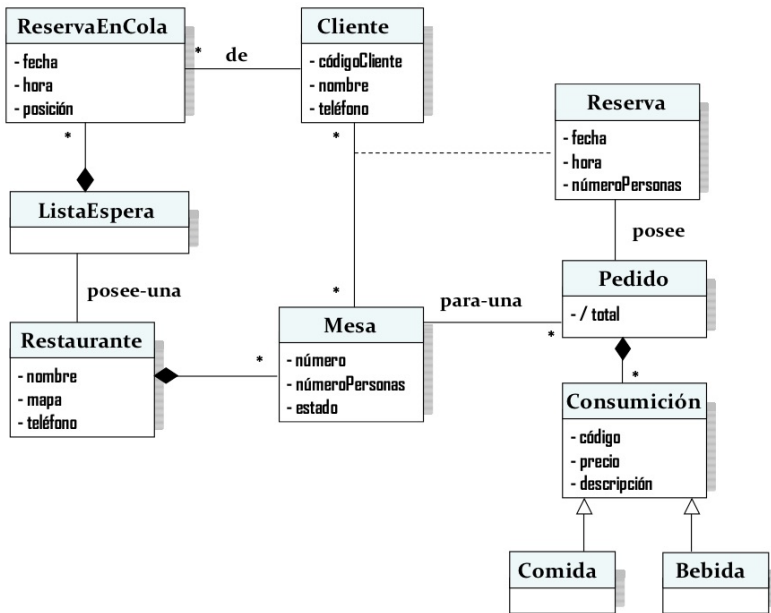 ReservaEnCola
- fecha
- hora
- posición
*
de
Cliente
- códigoCliente
- nombre
- teléfono
*
*
Reserva
- fecha
- hora
- númeroPersonas
ListaEspera
posee
posee-una
*
para-una
Pedido
- / total
*
Restaurante
- nombre
- mapa
- teléfono
*
Mesa
- número
- númeroPersonas
- estado
*
Consumición
- código
- precio
- descripción
Comida
Bebida